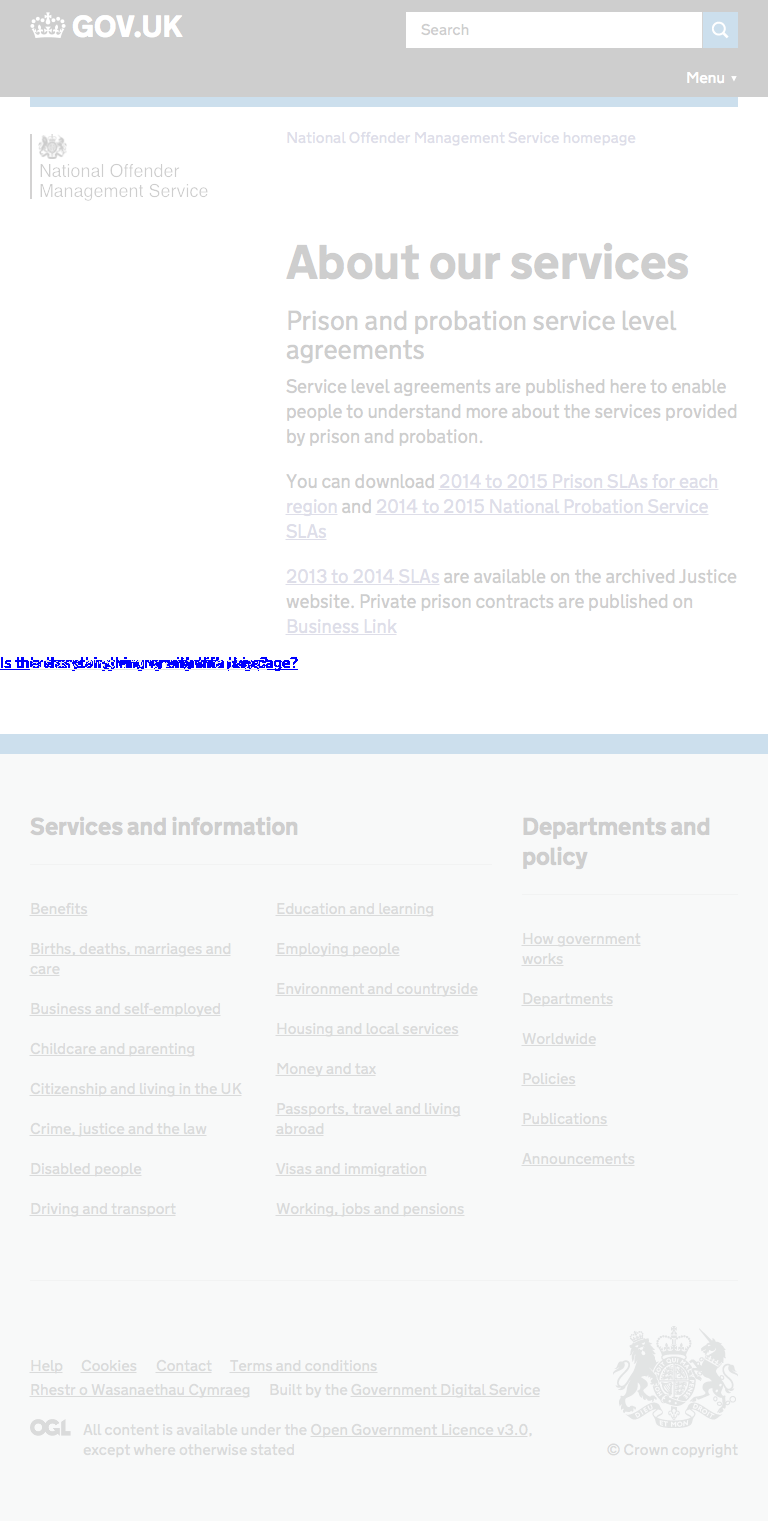 GOV.UK
Search
Menu ▼
National Offender Management Service homepage
National Offender
Management Service
About our services
Prison and probation service level
agreements
Service level agreements are published here to enable
people to understand more about the services provided
by prison and probation.
You can download 2014 to 2015 Prison SLAs for each
region and 2014 to 2015 National Probation Service
SLAs
2013 to 2014 SLAs are available on the archived Justice
website. Private prison contracts are published on
Business Link
Services and information
Departments and
policy
Benefits
Births, deaths, marriages and
care
Business and self-employed
Childcare and parenting
Citizenship and living in the UK
Crime, justice and the law
Disabled people
Driving and transport
Education and learning
Employing people
Environment and countryside
Housing and local services
Money and tax
Passports, travel and living
abroad
Visas and immigration
Working, jobs and pensions
How government
works
Departments
Worldwide
Policies
Publications
Announcements
Help Cookies Contact Terms and conditions
Rhestr o Wasanaethau Cymraeg Built by the Government Digital Service
OGL All content is available under the Open Government Licence v3.0,
except where otherwise stated
© Crown copyright